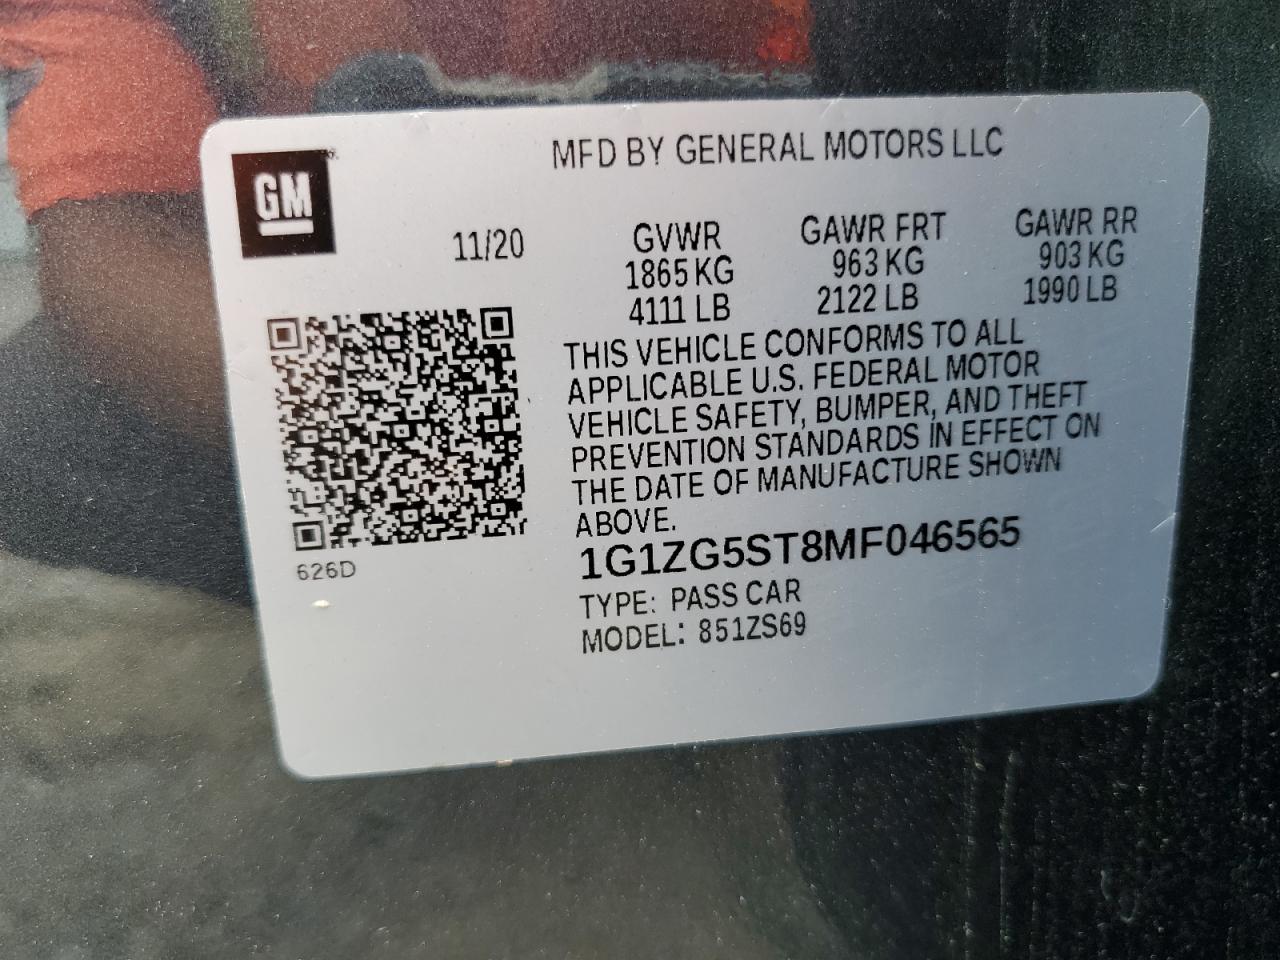 MFD BY GENERAL MOTORS LLC
GM
11/20
GVWR GAWR FRT GAWR RR
1865 KG 963 KG 903 KG
4111 LB 2122 LB 1990 LB
THIS VEHICLE CONFORMS TO ALL
APPLICABLE U.S. FEDERAL MOTOR
VEHICLE SAFETY, BUMPER, AND THEFT
PREVENTION STANDARDS IN EFFECT ON
THE DATE OF MANUFACTURE SHOWN
ABOVE.
1G1ZG5ST8MF046565
626D
TYPE: PASS CAR
MODEL: 851ZS69